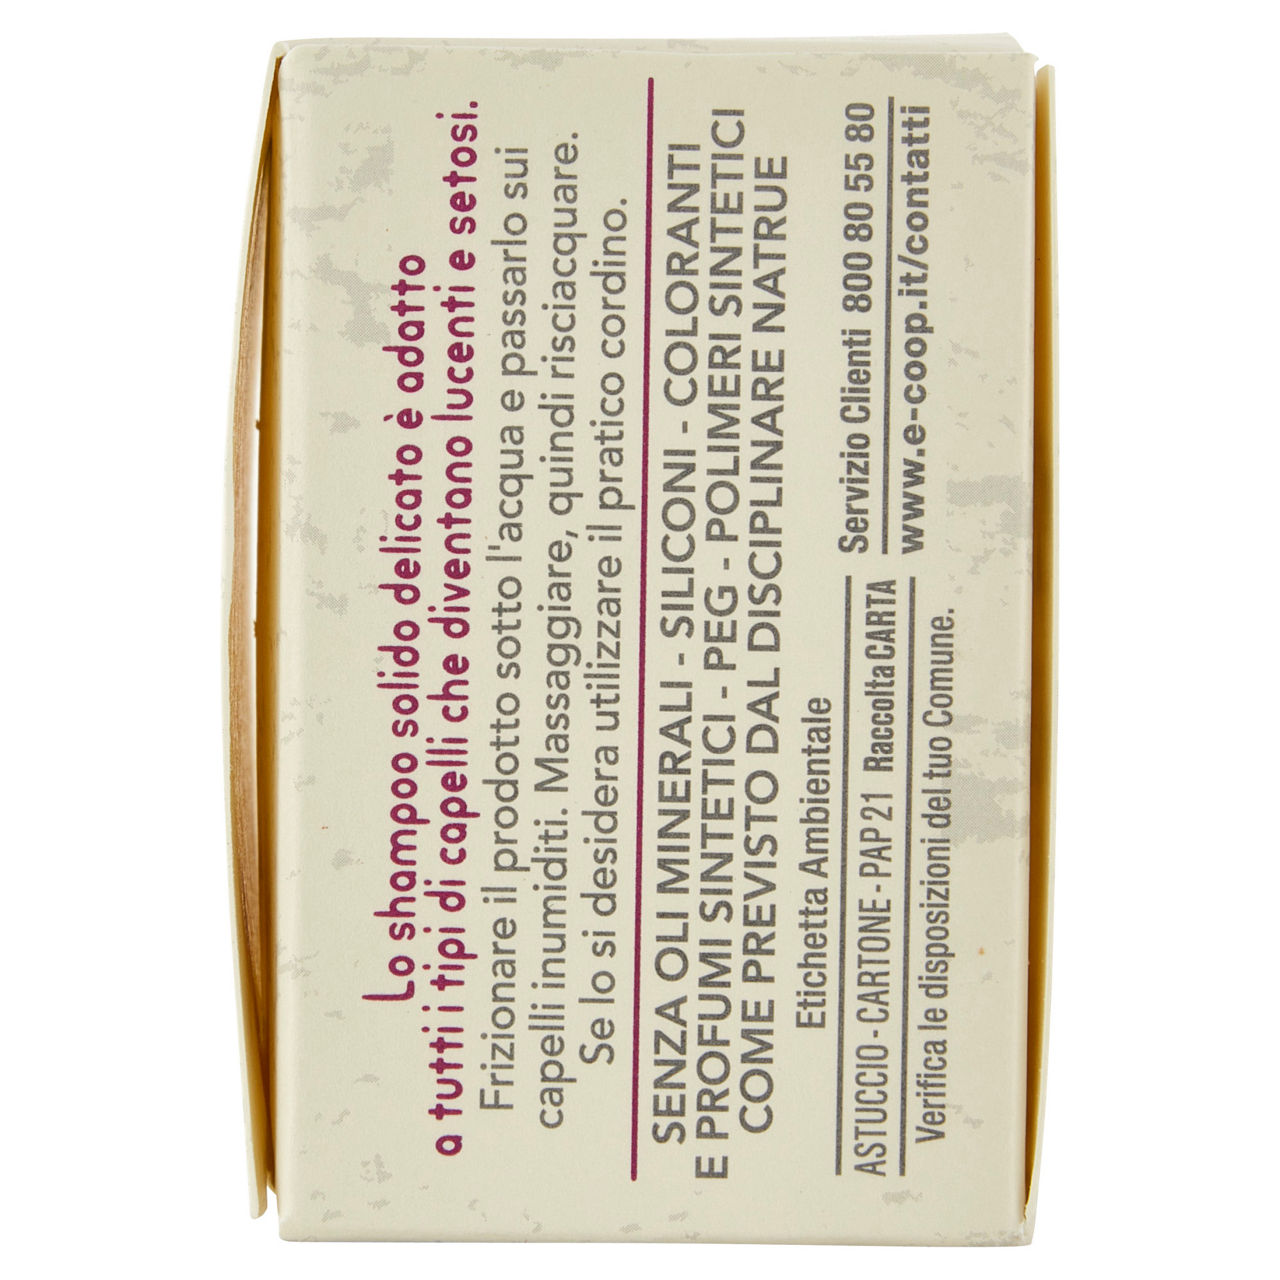 Lo shampoo solido delicato è adatto
a tutti i tipi di capelli che diventano lucenti e setosi.
Frizionare il prodotto sotto l'acqua e passarlo sui
capelli inumiditi. Massaggiare, quindi risciacquare.
Se lo si desidera utilizzare il pratico cordino.
SENZA OLI MINERALI - SILICONI - COLORANTI
E PROFUMI SINTETICI - PEG - POLIMERI SINTETICI
COME PREVISTO DAL DISCIPLINARE NATRUE
Etichetta Ambientale
ASTUCCIO - CARTONE - PAP 21 Raccolta CARTA
Verifica le disposizioni del tuo Comune.
Servizio Clienti 800 80 55 80
www.e-coop.it/contatti